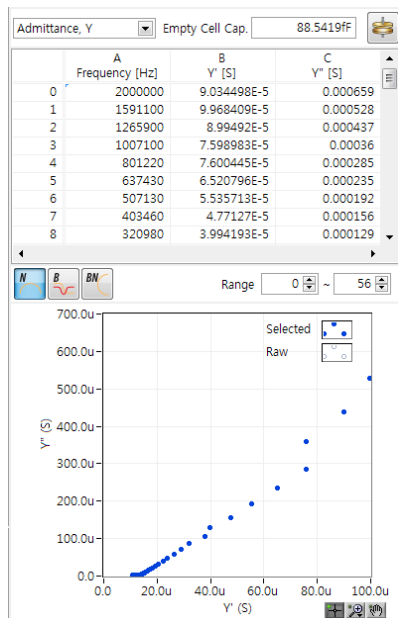 Admittance, Y Empty Cell Cap. 88.5419fF
A B C
Frequency [Hz] Y' [S] Y" [S]
0 2000000 9.034498E-5 0.000659
1 1591100 9.968409E-5 0.000528
2 1265900 8.99492E-5 0.000437
3 1007100 7.598983E-5 0.00036
4 801220 7.600445E-5 0.000285
5 637430 6.520796E-5 0.000235
6 507130 5.535713E-5 0.000192
7 403460 4.77127E-5 0.000156
8 320980 3.994193E-5 0.000129
N B BN Range 0 ~ 56
700.0u
Selected
Raw
600.0u
500.0u
400.0u
300.0u
200.0u
100.0u
0.0
Y" (S)
0.0 20.0u 40.0u 60.0u 80.0u 100.0u
Y' (S)